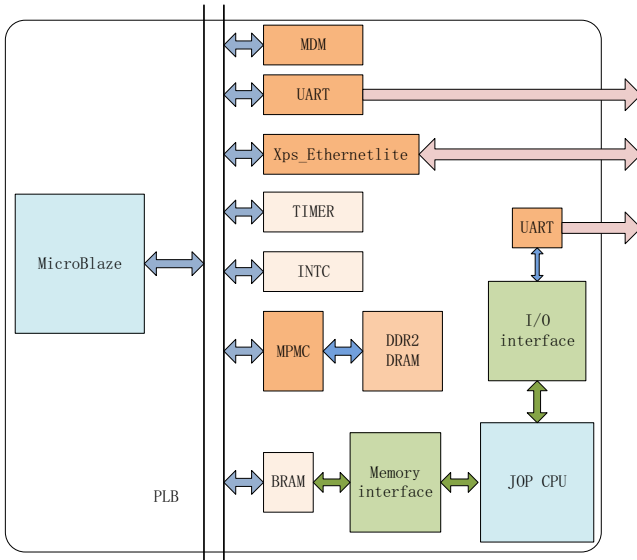 MDM
UART
Xps_Ethernetlite
TIMER
UART
MicroBlaze
INTC
I/O
interface
MPMC
DDR2
DRAM
BRAM
Memory
interface
JOP CPU
PLB